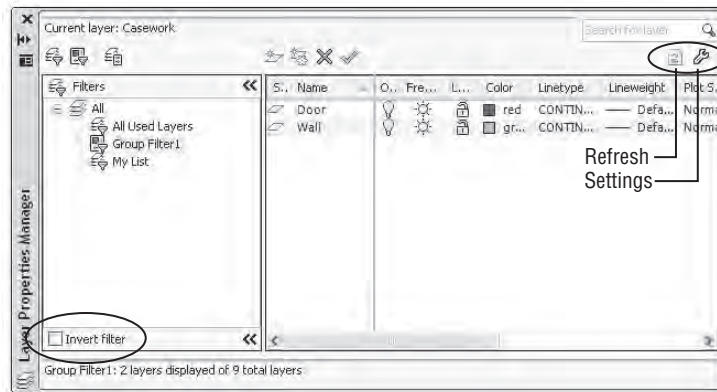 Current layer: Casework
Search for layer
Filters
S.. Name O.. Fre... L... Color Linetype Lineweight Plot S.
All
All Used Layers
Group Filter1
My List
Door red CONTIN... Defa... Norma
Wall gr... CONTIN... Defa... Norma
Refresh
Settings
Invert filter
Layer Properties Manager
Group Filter1: 2 layers displayed of 9 total layers